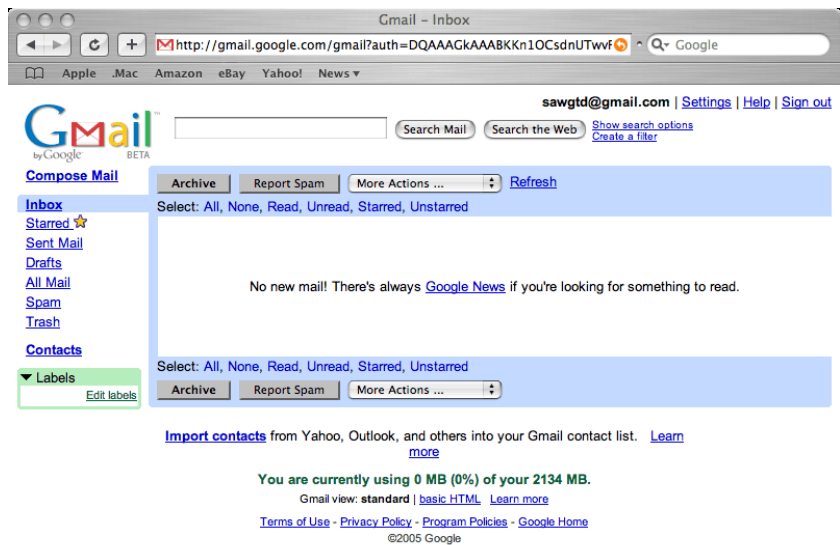 Gmail – Inbox
http://gmail.google.com/gmail?auth=DQAAAGkAAABKKn1OCsdnUTwvF
Google
Apple .Mac Amazon eBay Yahoo! News
sawgtd@gmail.com | Settings | Help | Sign out
Gmail™
by Google BETA
Search Mail Search the Web Show search options
Create a filter
Compose Mail
Archive Report Spam More Actions ... Refresh
Inbox
Select: All, None, Read, Unread, Starred, Unstarred
Starred
Sent Mail
Drafts
All Mail
Spam
Trash
No new mail! There's always Google News if you're looking for something to read.
Contacts
Labels
Edit labels
Select: All, None, Read, Unread, Starred, Unstarred
Archive Report Spam More Actions ...
Import contacts from Yahoo, Outlook, and others into your Gmail contact list. Learn
more
You are currently using 0 MB (0%) of your 2134 MB.
Gmail view: standard | basic HTML Learn more
Terms of Use - Privacy Policy - Program Policies - Google Home
©2005 Google